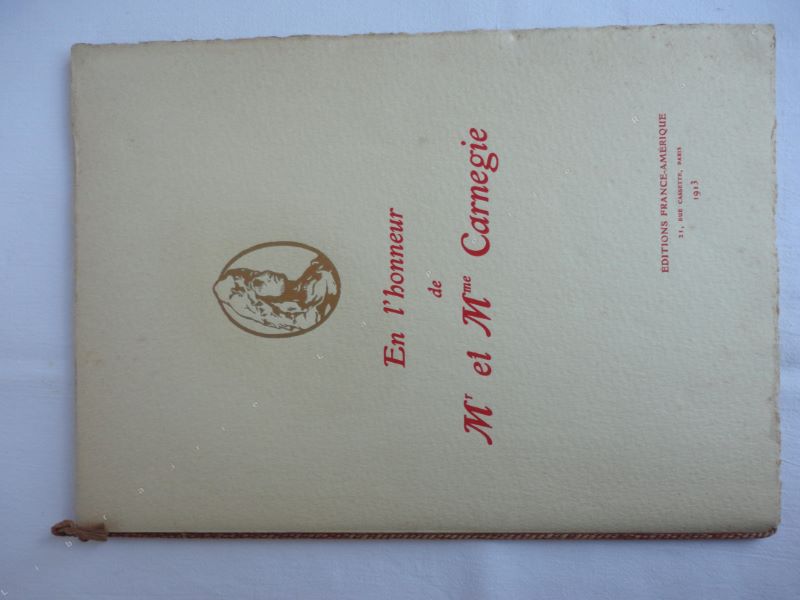 En l'honneur
de
Mr et Mme Carnegie
ÉDITIONS FRANCE-AMÉRIQUE
21, RUE CASSETTE, PARIS
1913